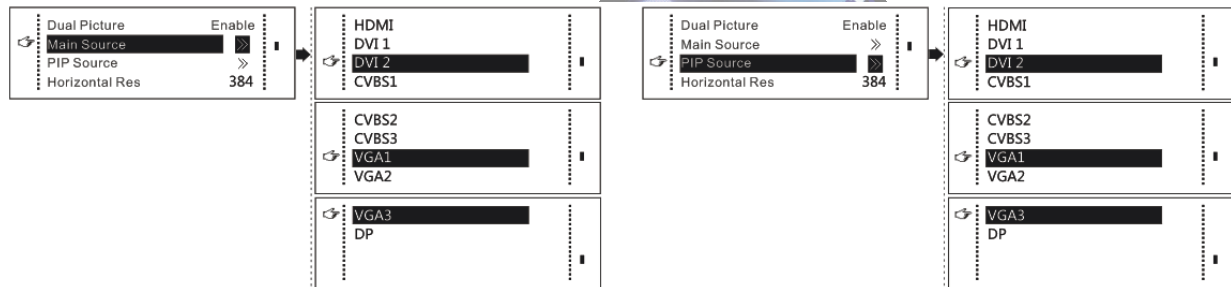 Dual Picture Enable
Main Source »
PIP Source »
Horizontal Res 384
HDMI
DVI 1
DVI 2
CVBS1
CVBS2
CVBS3
VGA1
VGA2
VGA3
DP
Dual Picture Enable
Main Source »
PIP Source »
Horizontal Res 384
HDMI
DVI 1
DVI 2
CVBS1
CVBS2
CVBS3
VGA1
VGA2
VGA3
DP